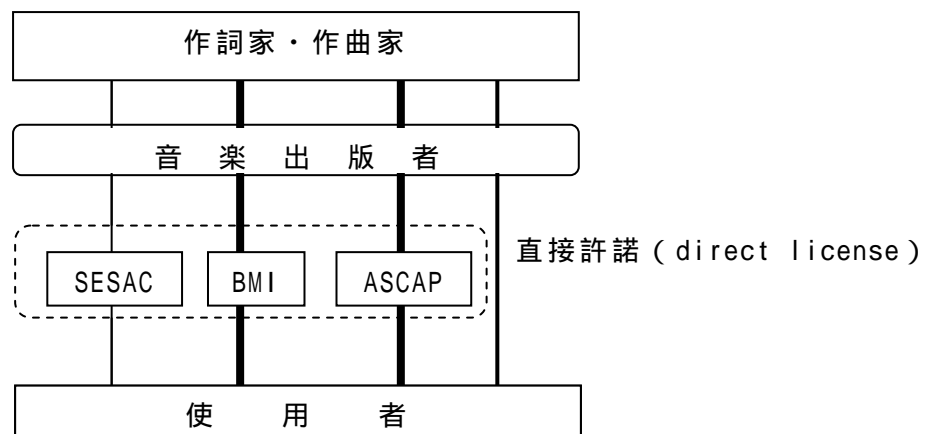 作詞家・作曲家
音楽出版者
直接許諾(direct license)
SESAC BMI ASCAP
使用者